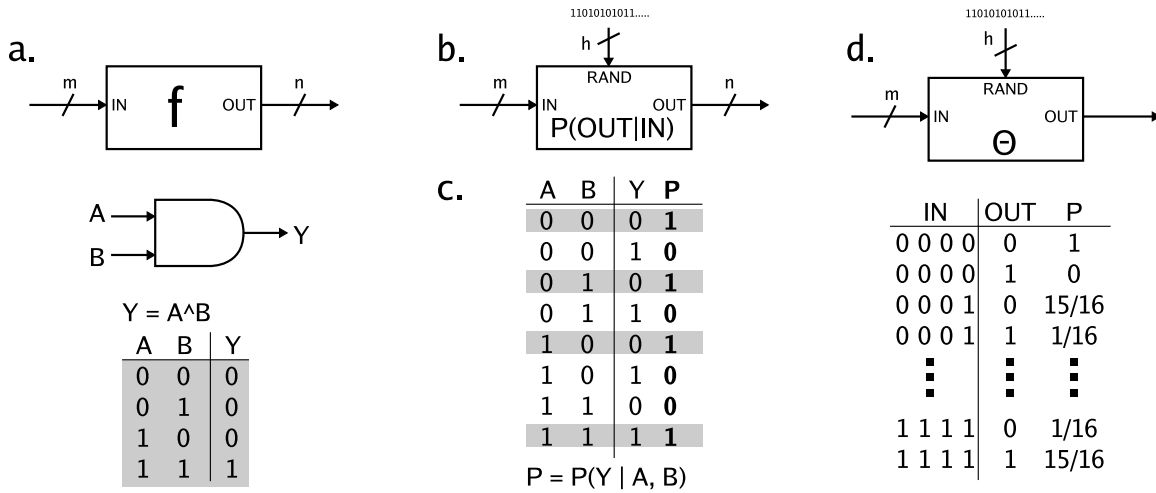 a.
m
n
IN
f
OUT
A
B
Y
Y = A^B
A B Y
0 0 0
0 1 0
1 0 0
1 1 1
11010101011.....
b.
h
m
n
RAND
IN
OUT
P(OUT|IN)
c.
A B Y P
0 0 0 1
0 0 1 0
0 1 0 1
0 1 1 0
1 0 0 1
1 0 1 0
1 1 0 0
1 1 1 1
P = P(Y | A, B)
11010101011.....
d.
h
m
RAND
IN
OUT
Θ
IN OUT P
0 0 0 0 0 1
0 0 0 0 1 0
0 0 0 1 0 15/16
0 0 0 1 1 1/16
1 1 1 1 0 1/16
1 1 1 1 1 15/16